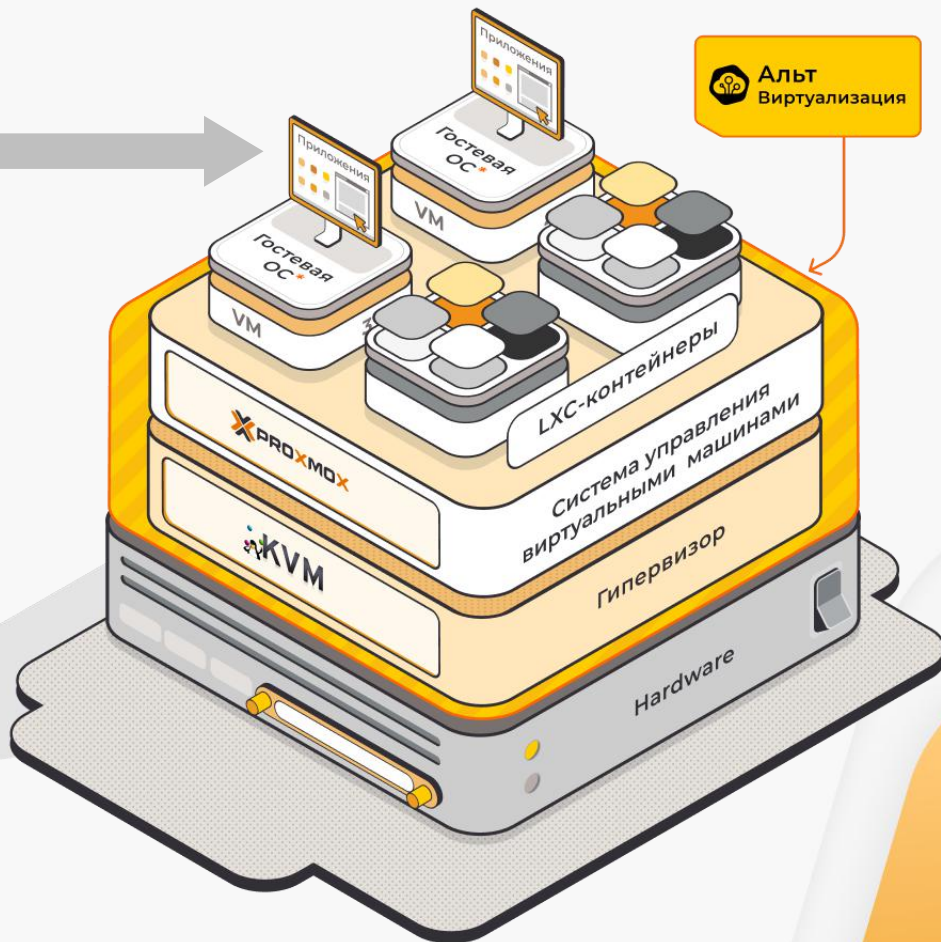 Приложения
Альт
Виртуализация
Гостевая
ОС*
VM
Приложения
Гостевая
ОС*
VM
LXC-контейнеры
PROXMOX
Система управления
виртуальными машинами
KVM
Гипервизор
Hardware